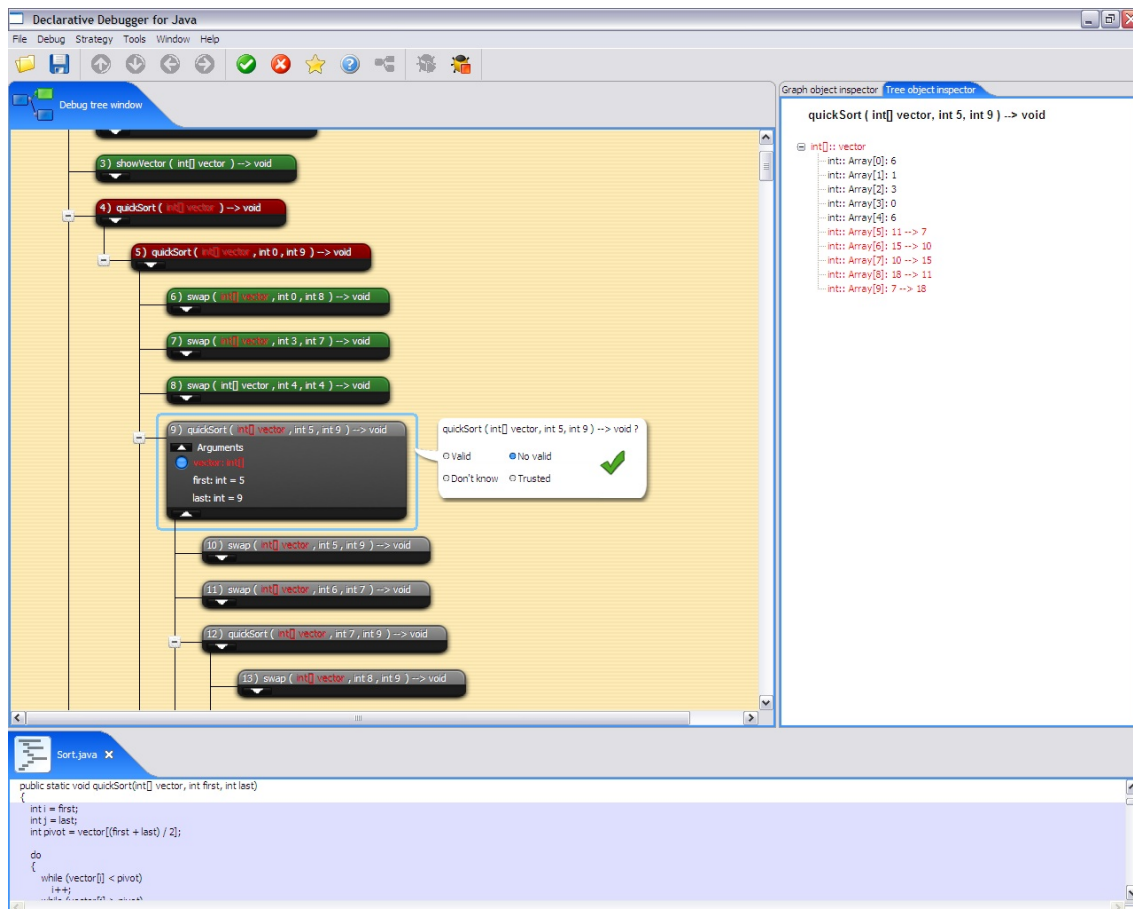 Declarative Debugger for Java
File Debug Strategy Tools Window Help
Debug tree window
3 ) showVector ( int[] vector ) --> void
4 ) quickSort ( int[] vector ) --> void
5 ) quickSort ( int[] vector , int 0 , int 9 ) --> void
6 ) swap ( int[] vector , int 0 , int 8 ) --> void
7 ) swap ( int[] vector , int 3 , int 7 ) --> void
8 ) swap ( int[] vector , int 4 , int 4 ) --> void
9 ) quickSort ( int[] vector , int 5 , int 9 ) --> void
Arguments
vector: int[]
first: int = 5
last: int = 9
quickSort ( int[] vector, int 5, int 9 ) --> void ?
Valid No valid
Don't know Trusted
10 ) swap ( int[] vector , int 5 , int 9 ) --> void
11 ) swap ( int[] vector , int 6 , int 7 ) --> void
12 ) quickSort ( int[] vector , int 7 , int 9 ) --> void
13 ) swap ( int[] vector , int 8 , int 9 ) --> void
Graph object inspector Tree object inspector
quickSort ( int[] vector, int 5, int 9 ) --> void
int[]:: vector
int:: Array[0]: 6
int:: Array[1]: 1
int:: Array[2]: 3
int:: Array[3]: 0
int:: Array[4]: 6
int:: Array[5]: 11 --> 7
int:: Array[6]: 15 --> 10
int:: Array[7]: 10 --> 15
int:: Array[8]: 18 --> 11
int:: Array[9]: 7 --> 18
Sort.java
public static void quickSort(int[] vector, int first, int last)
{
int i = first;
int j = last;
int pivot = vector[(first + last) / 2];
do
{
while (vector[i] < pivot)
i++;